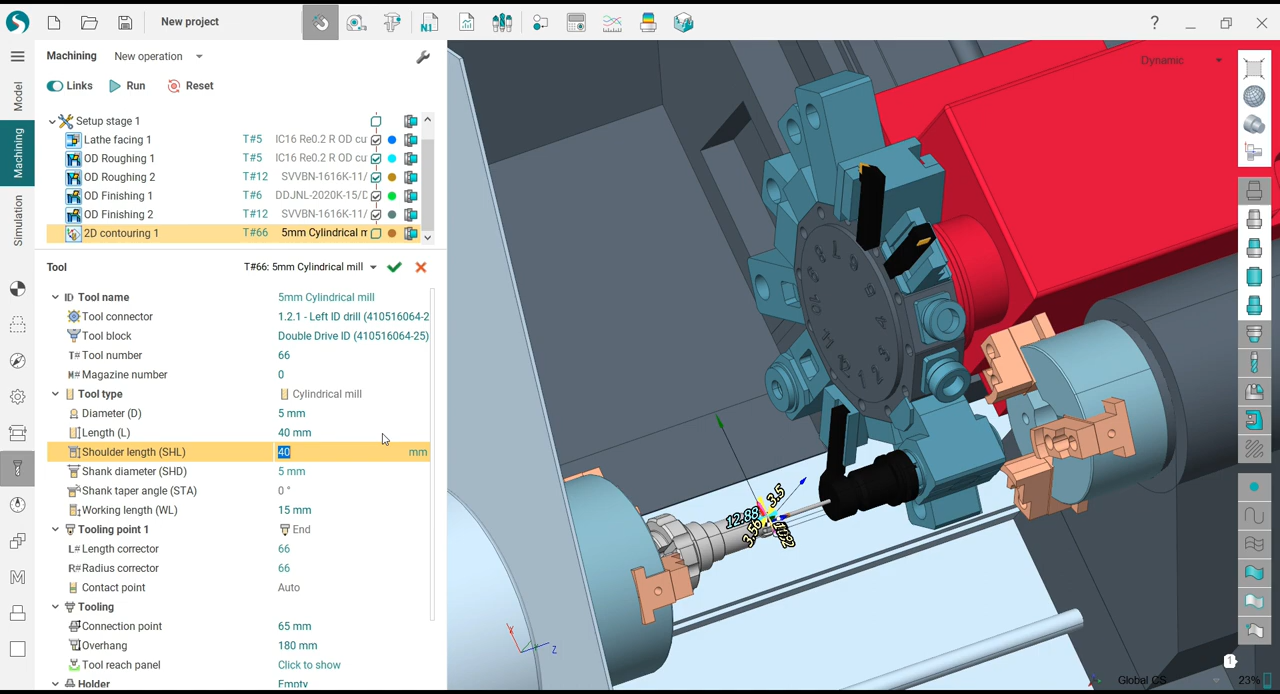 New project
?
Machining New operation
Links Run Reset
Model
Machining
Simulation
Setup stage 1
Lathe facing 1 T#5 IC16 Re0.2 R OD cu
OD Roughing 1 T#5 IC16 Re0.2 R OD cu
OD Roughing 2 T#12 SVVBN-1616K-11/
OD Finishing 1 T#6 DDJNL-2020K-15/D
OD Finishing 2 T#12 SVVBN-1616K-11/
2D contouring 1 T#66 5mm Cylindrical m
Tool T#66: 5mm Cylindrical mill
Tool name 5mm Cylindrical mill
Tool connector 1.2.1 - Left ID drill (410516064-2
Tool block Double Drive ID (410516064-25)
T# Tool number 66
M# Magazine number 0
Tool type Cylindrical mill
Diameter (D) 5 mm
Length (L) 40 mm
Shoulder length (SHL) 40 mm
Shank diameter (SHD) 5 mm
Shank taper angle (STA) 0 °
Working length (WL) 15 mm
Tooling point 1 End
L# Length corrector 66
R# Radius corrector 66
Contact point Auto
Tooling
Connection point 65 mm
Overhang 180 mm
Tool reach panel Click to show
Holder Empty
Dynamic
3.5
12.88
3.56
X
Z
1
Global CS 23%